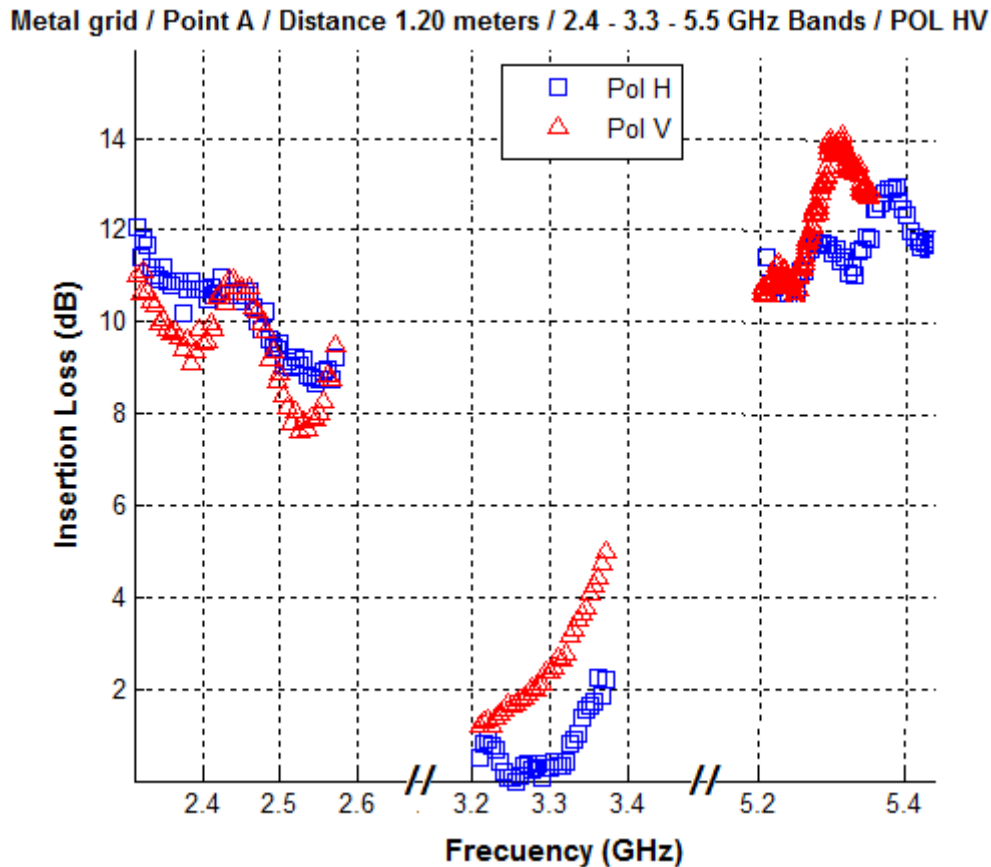 Metal grid / Point A / Distance 1.20 meters / 2.4 - 3.3 - 5.5 GHz Bands / POL HV
Pol H
Pol V
14
12
10
8
6
4
2
Insertion Loss (dB)
2.4 2.5 2.6 // 3.2 3.3 3.4 // 5.2 5.4
Frecuency (GHz)